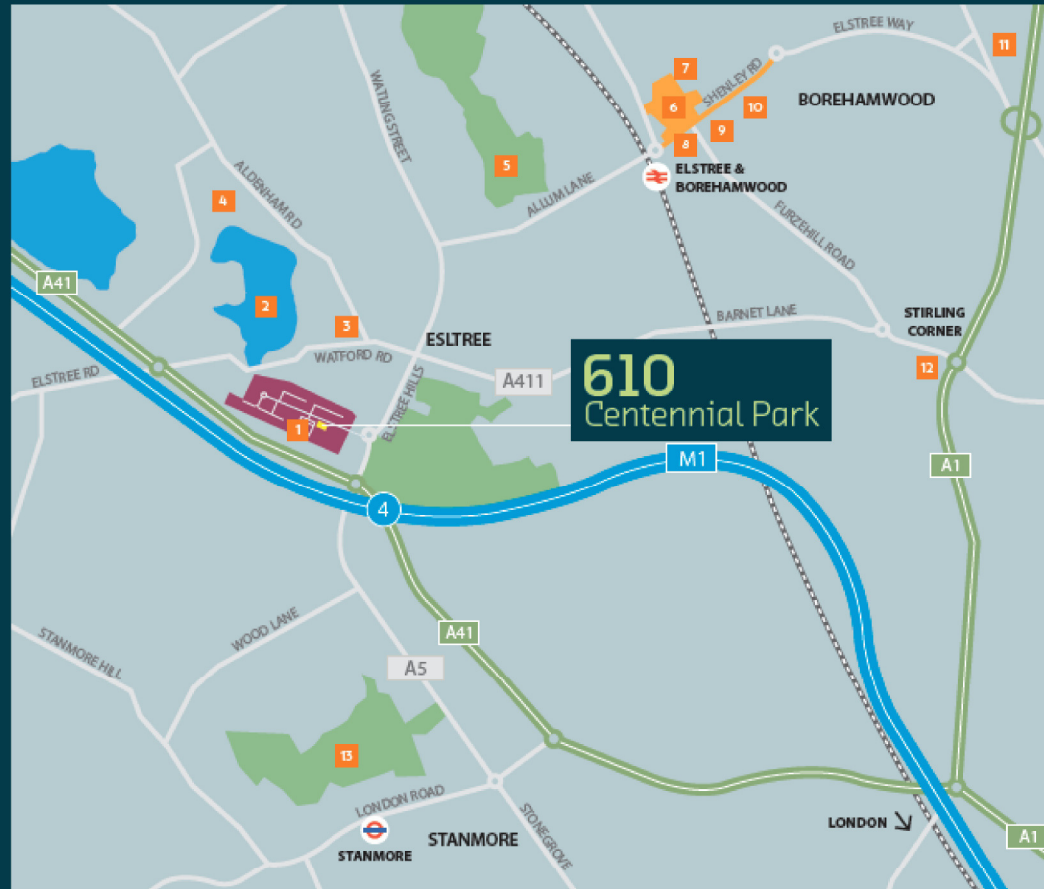 ELSTREE WAY
11
WATLINGSTREET
7
SHENLEY RD
BOREHAMWOOD
6
10
9
8
5
ELSTREE &
BOREHAMWOOD
ALLUM LANE
ALDENHAM RD
4
FURZEHILL ROAD
A41
2
3
BARNET LANE
STIRLING
CORNER
ESLTREE
WATFORD RD
12
ELSTREE RD
A411
610
Centennial Park
ELSTREE HILLS
1
M1
A1
4
A41
WOOD LANE
STANMORE HILL
A5
13
LONDON ROAD
STONEGROVE
LONDON
STANMORE
A1
STANMORE